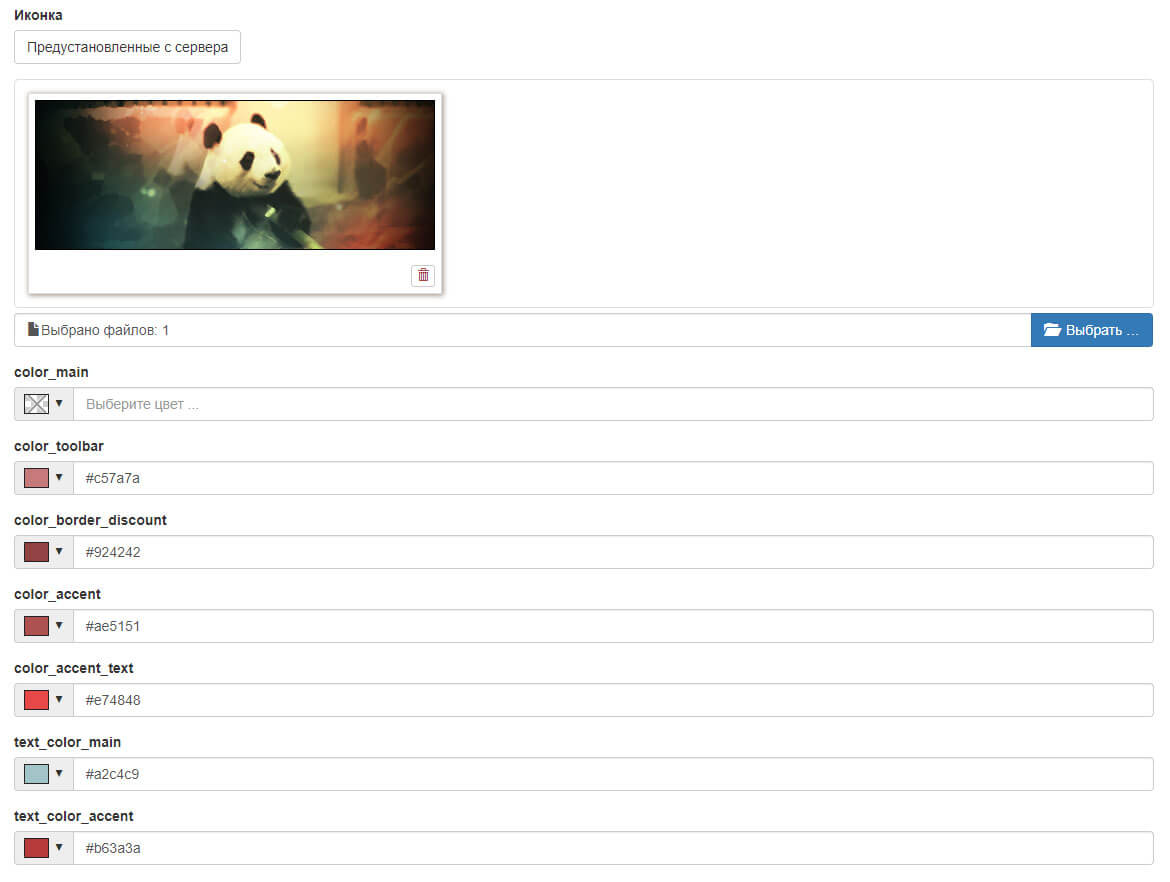 Иконка
Предустановленные с сервера
Выбрано файлов: 1
Выбрать ...
color_main
Выберите цвет ...
color_toolbar
#c57a7a
color_border_discount
#924242
color_accent
#ae5151
color_accent_text
#e74848
text_color_main
#a2c4c9
text_color_accent
#b63a3a